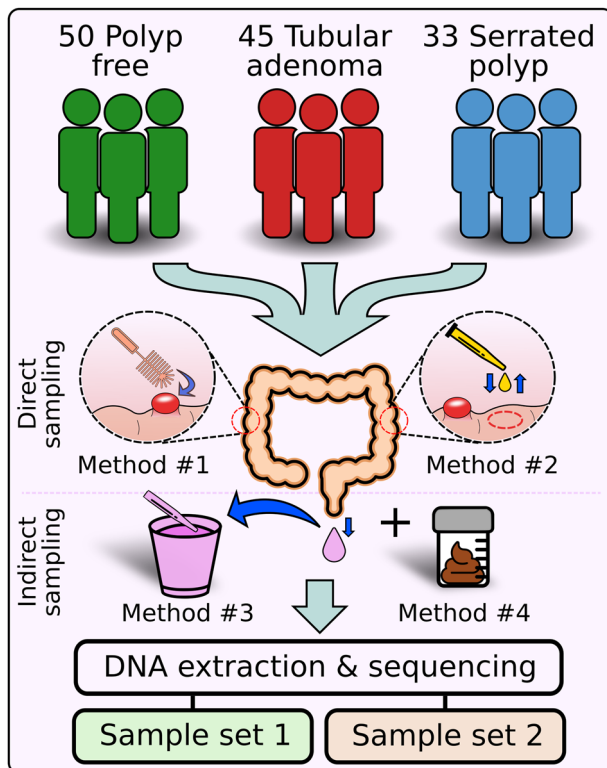 50 Polyp
free
45 Tubular
adenoma
33 Serrated
polyp
Direct
sampling
Method #1
Method #2
Indirect
sampling
+
Method #3
Method #4
DNA extraction & sequencing
Sample set 1
Sample set 2